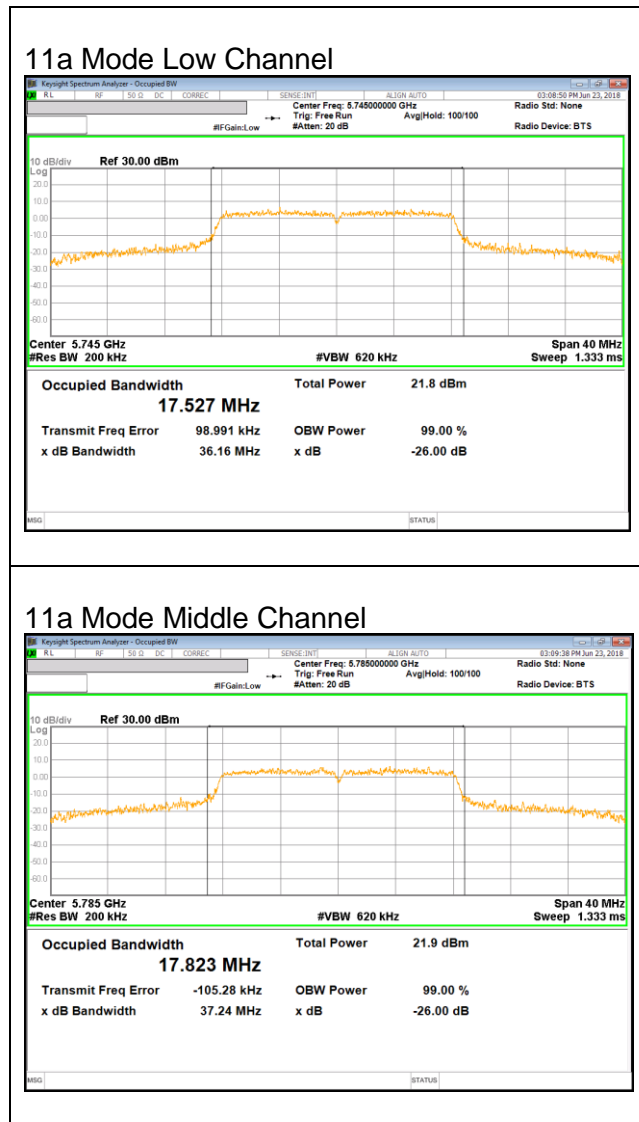 11a Mode Low Channel
Keysight Spectrum Analyzer - Occupied BW
RL RF 50 Ω DC CORREC SENSE:INT ALIGN AUTO 03:08:50 PM Jun 23, 2018
Center Freq: 5.745000000 GHz Radio Std: None
Trig: Free Run Avg|Hold: 100/100
#IFGain:Low #Atten: 20 dB Radio Device: BTS
10 dB/div Ref 30.00 dBm
Log
20.0
10.0
0.00
-10.0
-20.0
-30.0
-40.0
-50.0
-60.0
Center 5.745 GHz Span 40 MHz
#Res BW 200 kHz #VBW 620 kHz Sweep 1.333 ms
Occupied Bandwidth Total Power 21.8 dBm
17.527 MHz
Transmit Freq Error 98.991 kHz OBW Power 99.00 %
x dB Bandwidth 36.16 MHz x dB -26.00 dB
MSG STATUS
11a Mode Middle Channel
Keysight Spectrum Analyzer - Occupied BW
RL RF 50 Ω DC CORREC SENSE:INT ALIGN AUTO 03:09:38 PM Jun 23, 2018
Center Freq: 5.785000000 GHz Radio Std: None
Trig: Free Run Avg|Hold: 100/100
#IFGain:Low #Atten: 20 dB Radio Device: BTS
10 dB/div Ref 30.00 dBm
Log
20.0
10.0
0.00
-10.0
-20.0
-30.0
-40.0
-50.0
-60.0
Center 5.785 GHz Span 40 MHz
#Res BW 200 kHz #VBW 620 kHz Sweep 1.333 ms
Occupied Bandwidth Total Power 21.9 dBm
17.823 MHz
Transmit Freq Error -105.28 kHz OBW Power 99.00 %
x dB Bandwidth 37.24 MHz x dB -26.00 dB
MSG STATUS